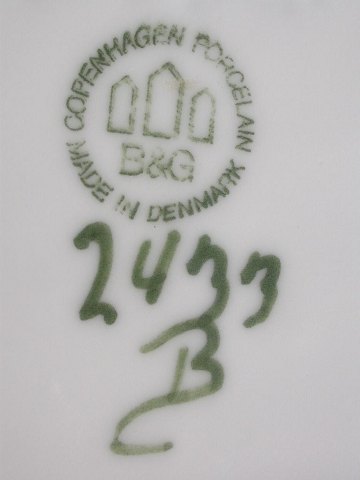 COPENHAGEN PORCELAIN
B&G
MADE IN DENMARK
2433
B